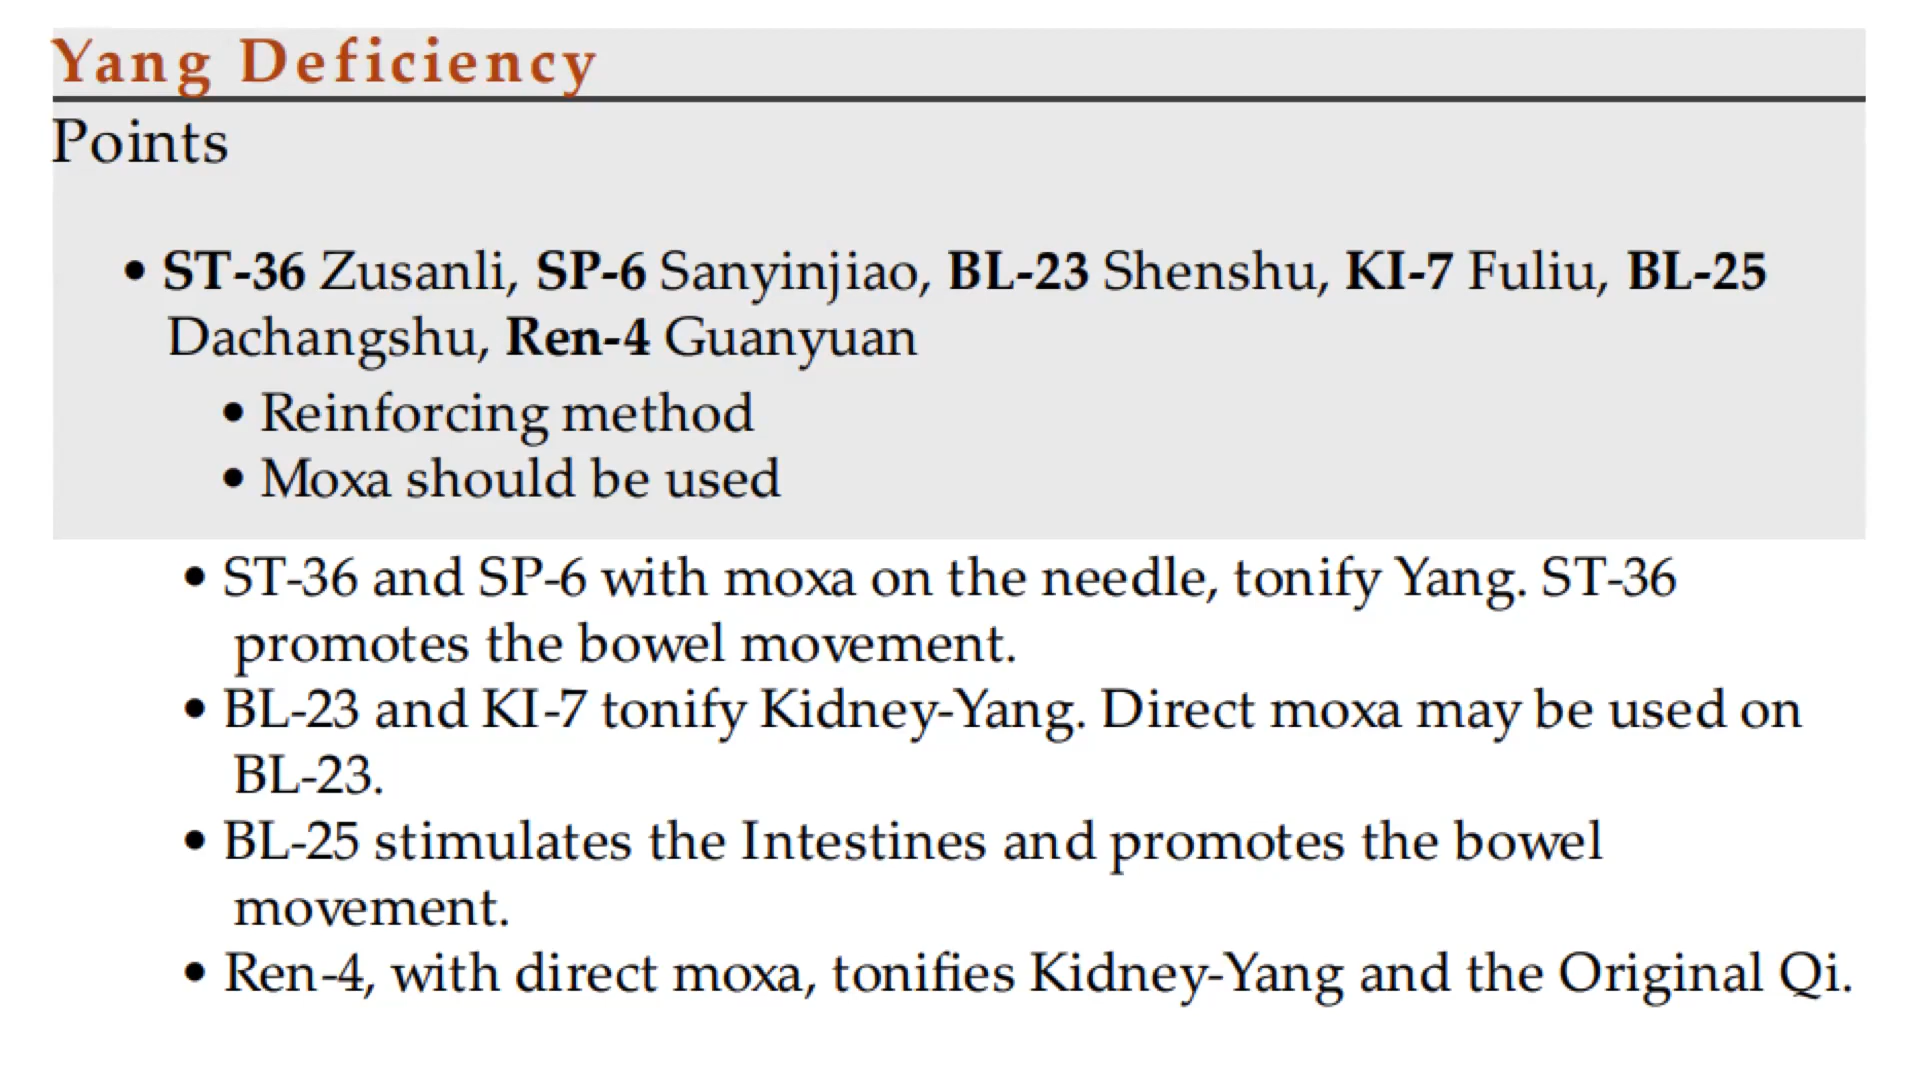 Yang Deficiency
Points
• ST-36 Zusanli, SP-6 Sanyinjiao, BL-23 Shenshu, KI-7 Fuliu, BL-25
Dachangshu, Ren-4 Guanyuan
• Reinforcing method
• Moxa should be used
• ST-36 and SP-6 with moxa on the needle, tonify Yang. ST-36
promotes the bowel movement.
• BL-23 and KI-7 tonify Kidney-Yang. Direct moxa may be used on
BL-23.
• BL-25 stimulates the Intestines and promotes the bowel
movement.
• Ren-4, with direct moxa, tonifies Kidney-Yang and the Original Qi.